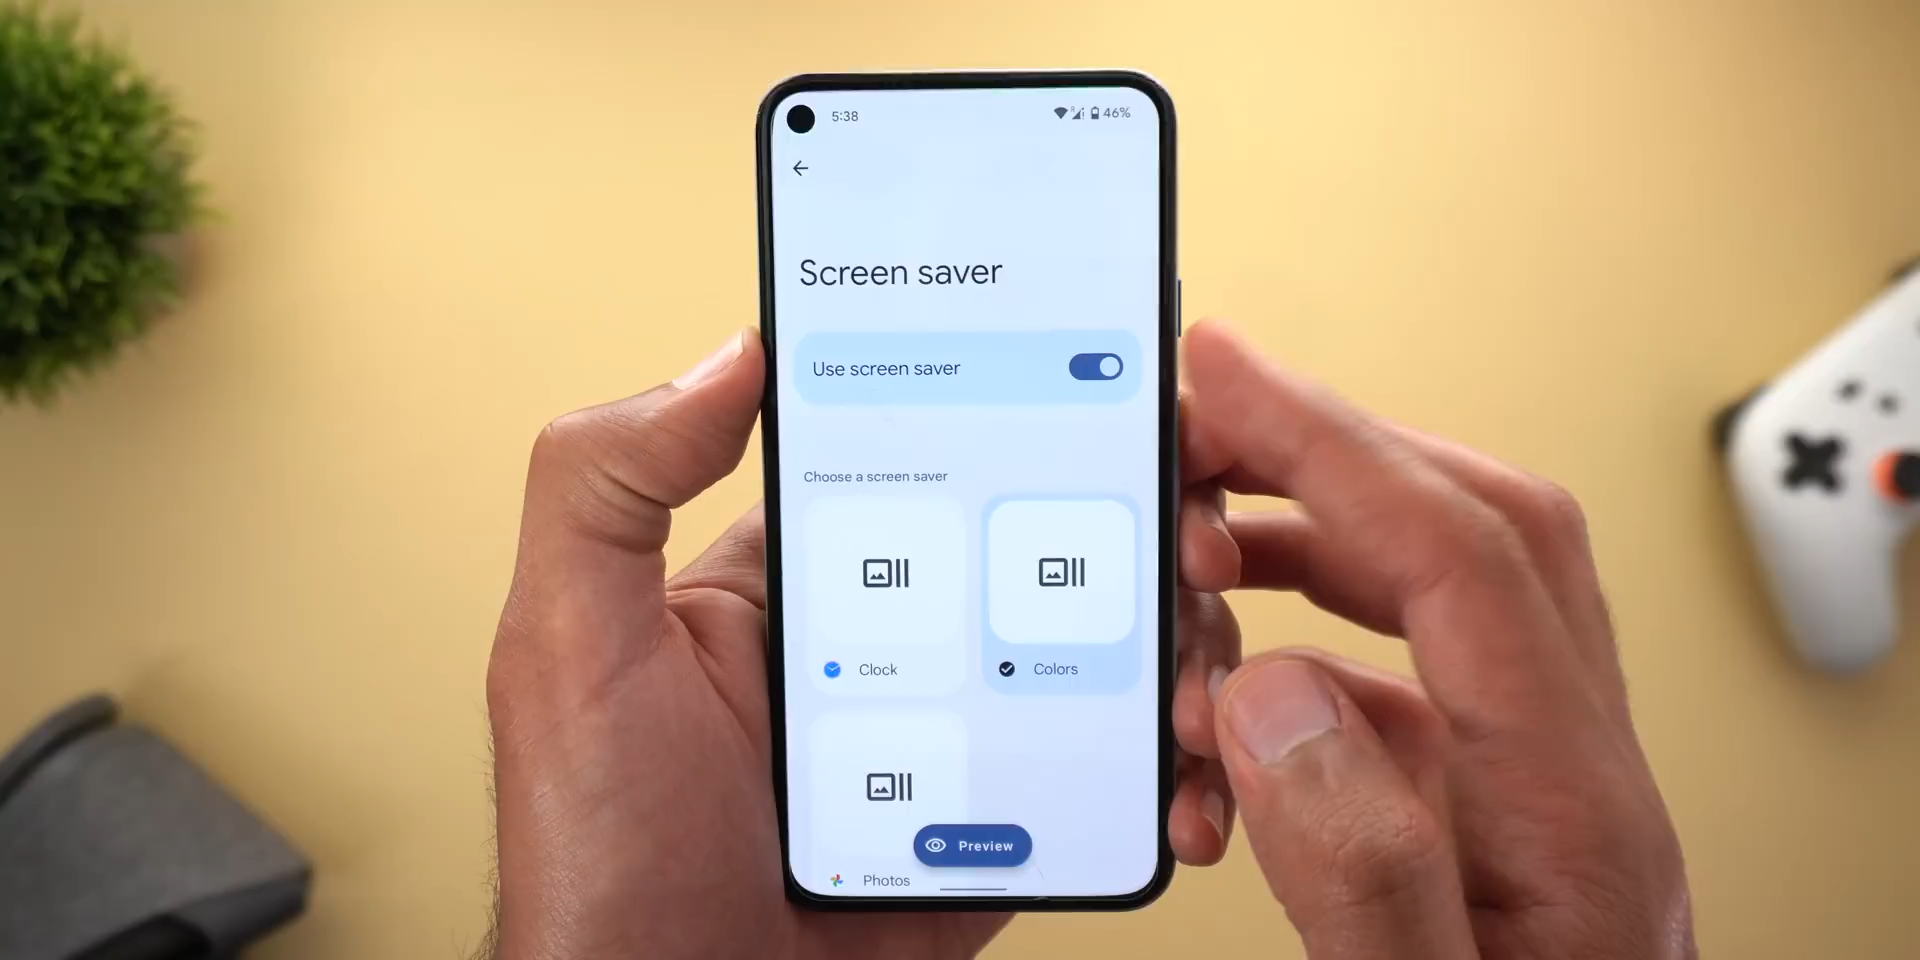 5:38
46%
Screen saver
Use screen saver
Choose a screen saver
Clock
Colors
Preview
Photos